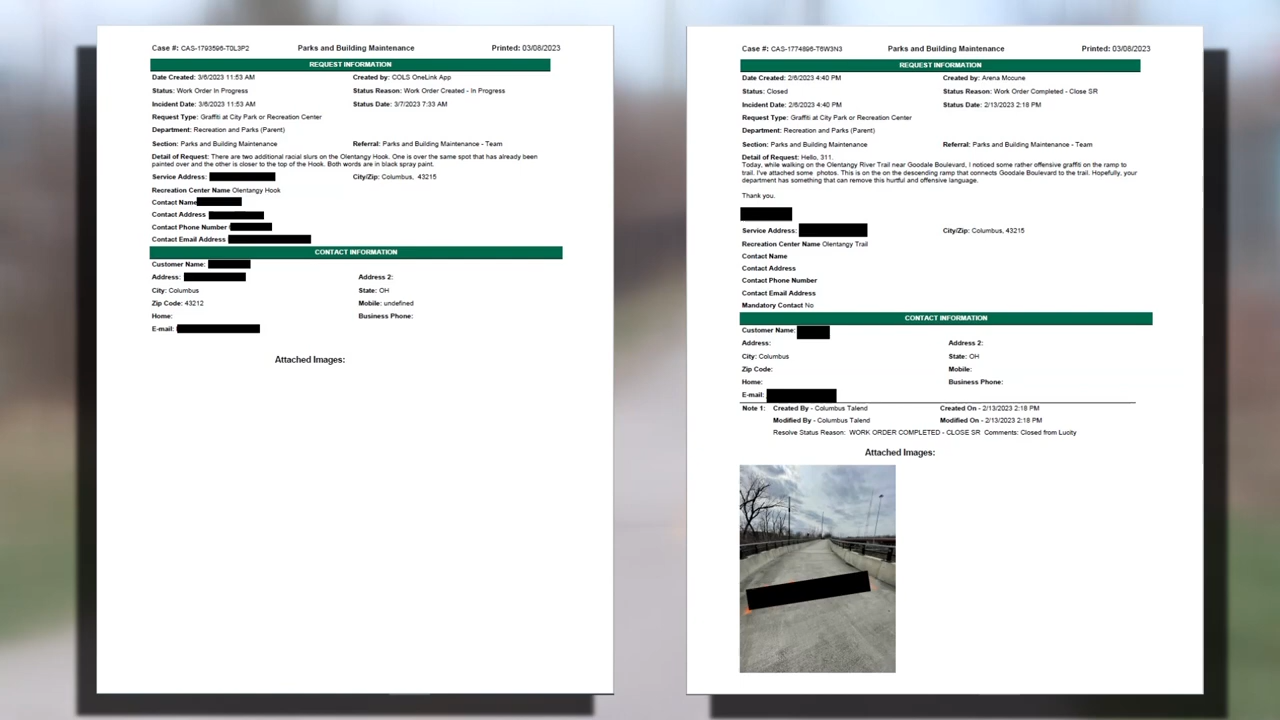 Case #: CAS-1793596-T0L3P2 Parks and Building Maintenance Printed: 03/08/2023
REQUEST INFORMATION
Date Created: 3/6/2023 11:53 AM Created by: COLS OneLink App
Status: Work Order In Progress Status Reason: Work Order Created - In Progress
Incident Date: 3/6/2023 11:53 AM Status Date: 3/7/2023 7:33 AM
Request Type: Graffiti at City Park or Recreation Center
Department: Recreation and Parks (Parent)
Section: Parks and Building Maintenance Referral: Parks and Building Maintenance - Team
Detail of Request: There are two additional racial slurs on the Olentangy Hook. One is over the same spot that has already been
painted over and the other is closer to the top of the Hook. Both words are in black spray paint.
Service Address: City/Zip: Columbus, 43215
Recreation Center Name Olentangy Hook
Contact Name
Contact Address
Contact Phone Number
Contact Email Address
CONTACT INFORMATION
Customer Name:
Address: Address 2:
City: Columbus State: OH
Zip Code: 43212 Mobile: undefined
Home: Business Phone:
E-mail:
Attached Images:
Case #: CAS-1774896-T6W3N3 Parks and Building Maintenance Printed: 03/08/2023
REQUEST INFORMATION
Date Created: 2/6/2023 4:40 PM Created by: Arena Mccune
Status: Closed Status Reason: Work Order Completed - Close SR
Incident Date: 2/6/2023 4:40 PM Status Date: 2/13/2023 2:18 PM
Request Type: Graffiti at City Park or Recreation Center
Department: Recreation and Parks (Parent)
Section: Parks and Building Maintenance Referral: Parks and Building Maintenance - Team
Detail of Request: Hello, 311.
Today, while walking on the Olentangy River Trail near Goodale Boulevard, I noticed some rather offensive graffiti on the ramp to
trail. I've attached some photos. This is on the on the descending ramp that connects Goodale Boulevard to the trail. Hopefully, your
department has something that can remove this hurtful and offensive language.
Thank you.
Service Address: City/Zip: Columbus, 43215
Recreation Center Name Olentangy Trail
Contact Name
Contact Address
Contact Phone Number
Contact Email Address
Mandatory Contact No
CONTACT INFORMATION
Customer Name:
Address: Address 2:
City: Columbus State: OH
Zip Code: Mobile:
Home: Business Phone:
E-mail:
Note 1: Created By - Columbus Talend Created On - 2/13/2023 2:18 PM
Modified By - Columbus Talend Modified On - 2/13/2023 2:18 PM
Resolve Status Reason: WORK ORDER COMPLETED - CLOSE SR Comments: Closed from Lucity
Attached Images: